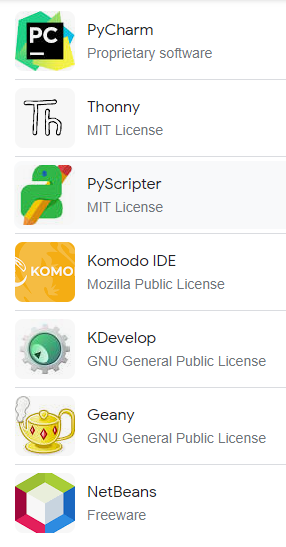 PC
PyCharm
Proprietary software
Th
Thonny
MIT License
PyScripter
MIT License
KOMO
Komodo IDE
Mozilla Public License
KDevelop
GNU General Public License
Geany
GNU General Public License
NetBeans
Freeware